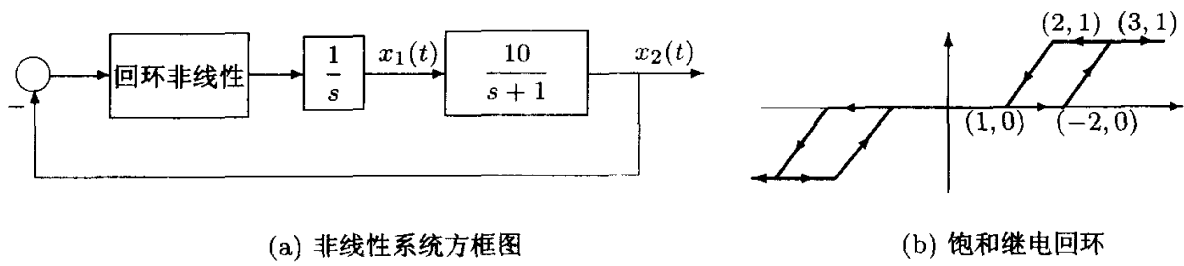 −
回环非线性
1
s
x₁(t)
10
s + 1
x₂(t)
(2, 1) (3, 1)
(1, 0) (−2, 0)
(a) 非线性系统方框图
(b) 饱和继电回环